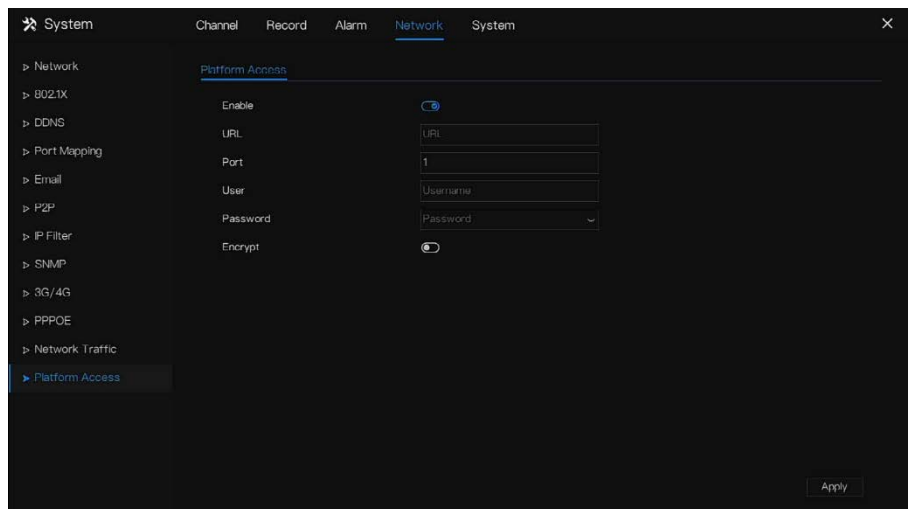 System
Channel Record Alarm Network System
Network
802.1X
DDNS
Port Mapping
Email
P2P
IP Filter
SNMP
3G/4G
PPPOE
Network Traffic
Platform Access
Platform Access
Enable
URL URL
Port 1
User Username
Password Password
Encrypt
Apply